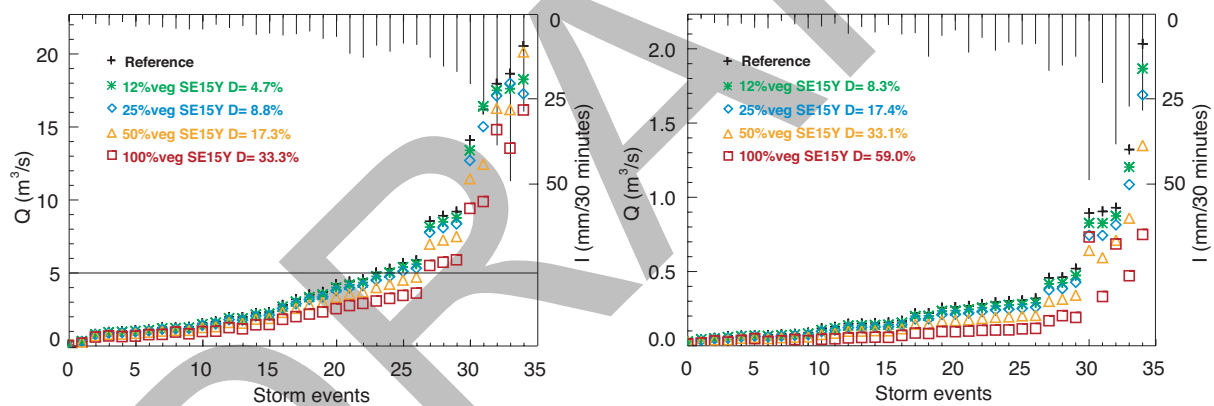 20
15
10
5
0
Q (m³/s)
+ Reference
12%veg SE15Y D= 4.7%
25%veg SE15Y D= 8.8%
50%veg SE15Y D= 17.3%
100%veg SE15Y D= 33.3%
0
25
50
I (mm/30 minutes)
0 5 10 15 20 25 30 35
Storm events
2.0
1.5
1.0
0.5
0.0
Q (m³/s)
+ Reference
12%veg SE15Y D= 8.3%
25%veg SE15Y D= 17.4%
50%veg SE15Y D= 33.1%
100%veg SE15Y D= 59.0%
0
25
50
I (mm/30 minutes)
0 5 10 15 20 25 30 35
Storm events